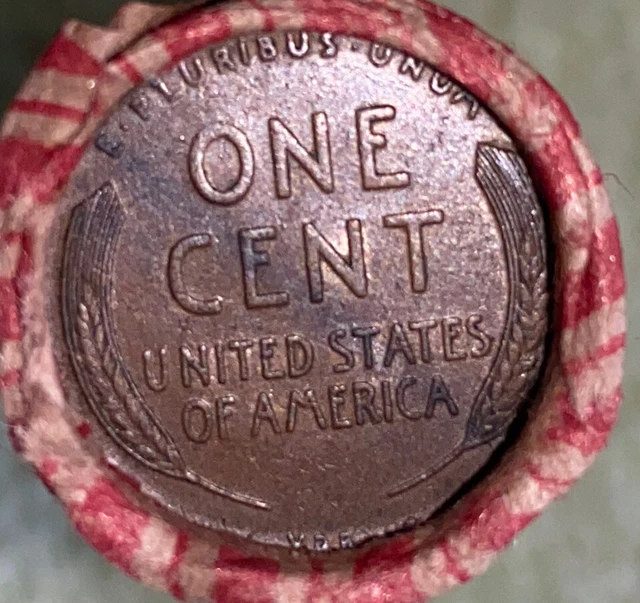 E · PLURIBUS · UNUM
ONE
CENT
UNITED STATES
OF AMERICA
V.D.B.